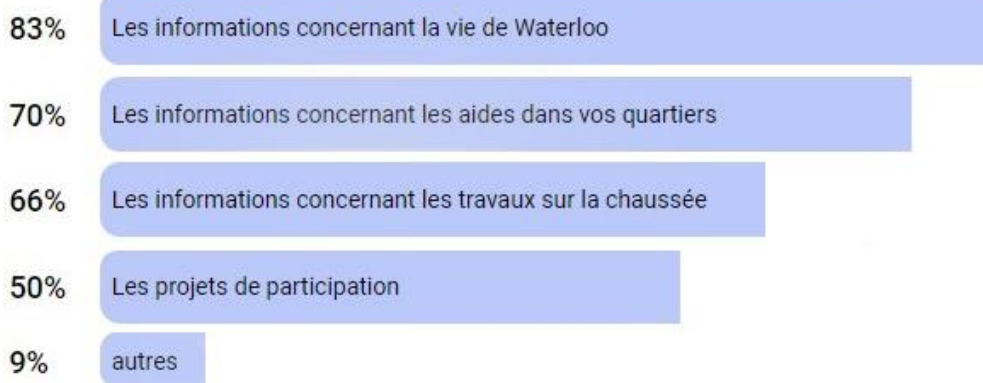 83% Les informations concernant la vie de Waterloo
70% Les informations concernant les aides dans vos quartiers
66% Les informations concernant les travaux sur la chaussée
50% Les projets de participation
9% autres